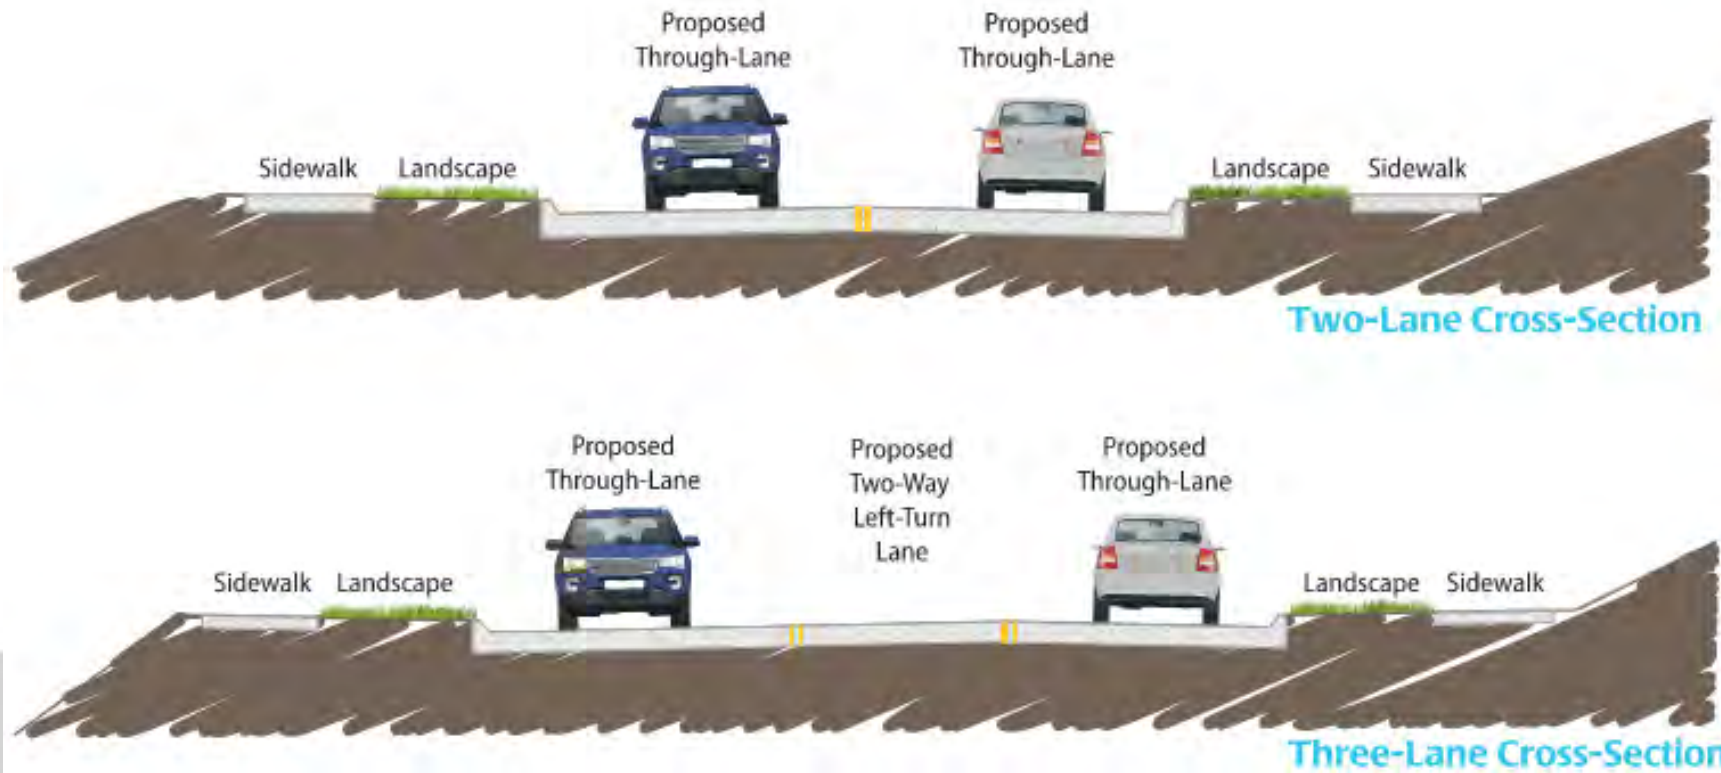 Proposed
Through-Lane
Proposed
Through-Lane
Sidewalk
Landscape
Landscape
Sidewalk
Two-Lane Cross-Section
Proposed
Through-Lane
Proposed
Two-Way
Left-Turn
Lane
Proposed
Through-Lane
Sidewalk
Landscape
Landscape
Sidewalk
Three-Lane Cross-Section